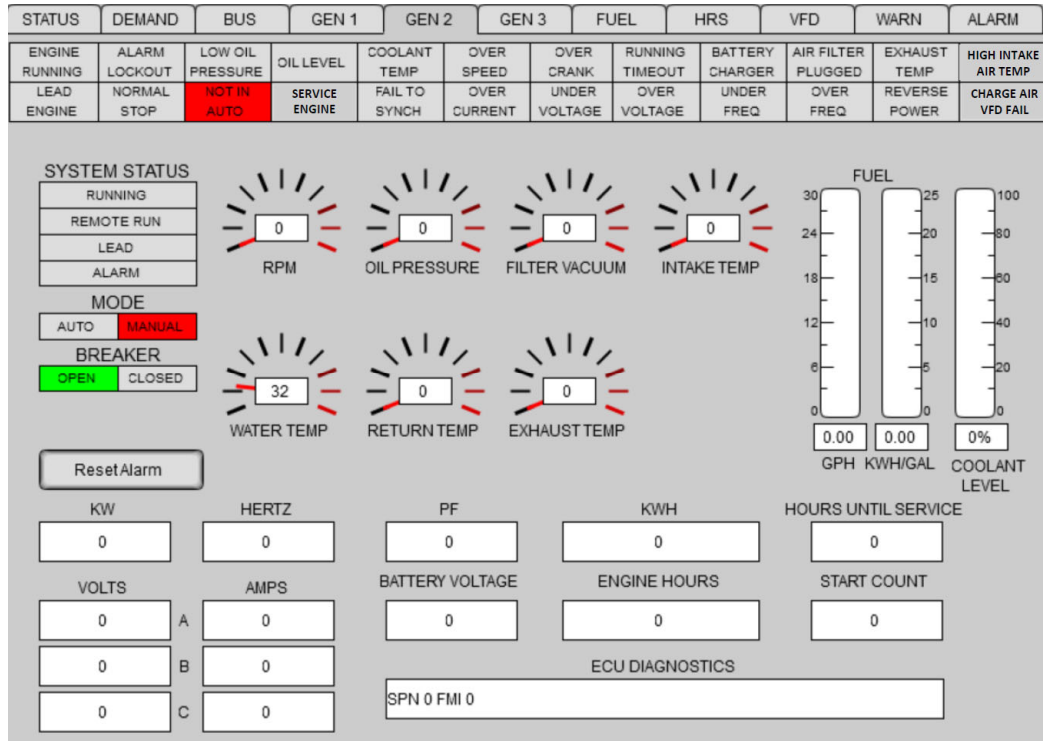 STATUS DEMAND BUS GEN 1 GEN 2 GEN 3 FUEL HRS VFD WARN ALARM
ENGINE ALARM LOW OIL OIL LEVEL COOLANT OVER OVER RUNNING BATTERY AIR FILTER EXHAUST HIGH INTAKE
RUNNING LOCKOUT PRESSURE TEMP SPEED CRANK TIMEOUT CHARGER PLUGGED TEMP AIR TEMP
LEAD NORMAL NOT IN SERVICE FAIL TO OVER UNDER OVER UNDER OVER REVERSE CHARGE AIR
ENGINE STOP AUTO ENGINE SYNCH CURRENT VOLTAGE VOLTAGE FREQ FREQ POWER VFD FAIL
SYSTEM STATUS
RUNNING
REMOTE RUN
LEAD
ALARM
MODE
AUTO MANUAL
BREAKER
OPEN CLOSED
0 0 0 0
RPM OIL PRESSURE FILTER VACUUM INTAKE TEMP
32 0 0
WATER TEMP RETURN TEMP EXHAUST TEMP
FUEL
30 25 100
24 20 80
18 15 60
12 10 40
6 5 20
0 0 0
0.00 0.00 0%
GPH KWH/GAL COOLANT
LEVEL
Reset Alarm
KW HERTZ PF KWH HOURS UNTIL SERVICE
0 0 0 0 0
VOLTS AMPS BATTERY VOLTAGE ENGINE HOURS START COUNT
0 A 0 0 0 0
0 B 0
ECU DIAGNOSTICS
SPN 0 FMI 0
0 C 0